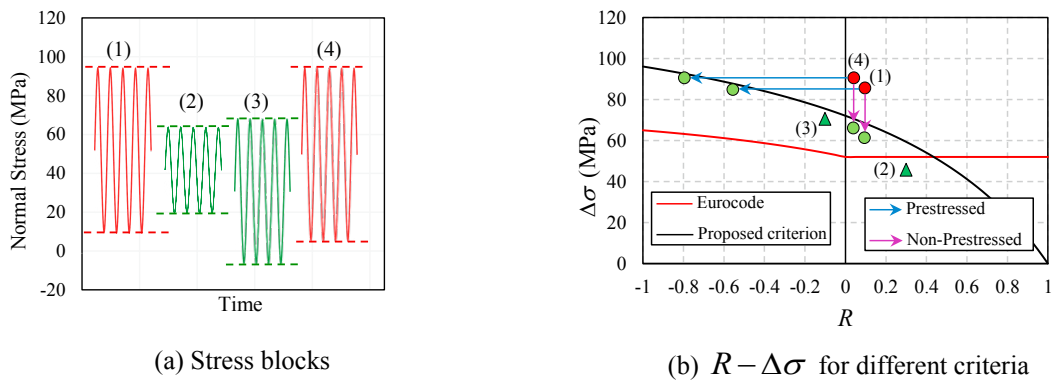 120
100
80
60
40
20
0
-20
Normal Stress (MPa)
(1)
(2)
(3)
(4)
Time
(a) Stress blocks
120
100
80
60
40
20
0
Δσ (MPa)
(4)
(1)
(3)
(2)
Eurocode
Proposed criterion
Prestressed
Non-Prestressed
-1 -0.8 -0.6 -0.4 -0.2 0 0.2 0.4 0.6 0.8 1
R
(b) R − Δσ for different criteria